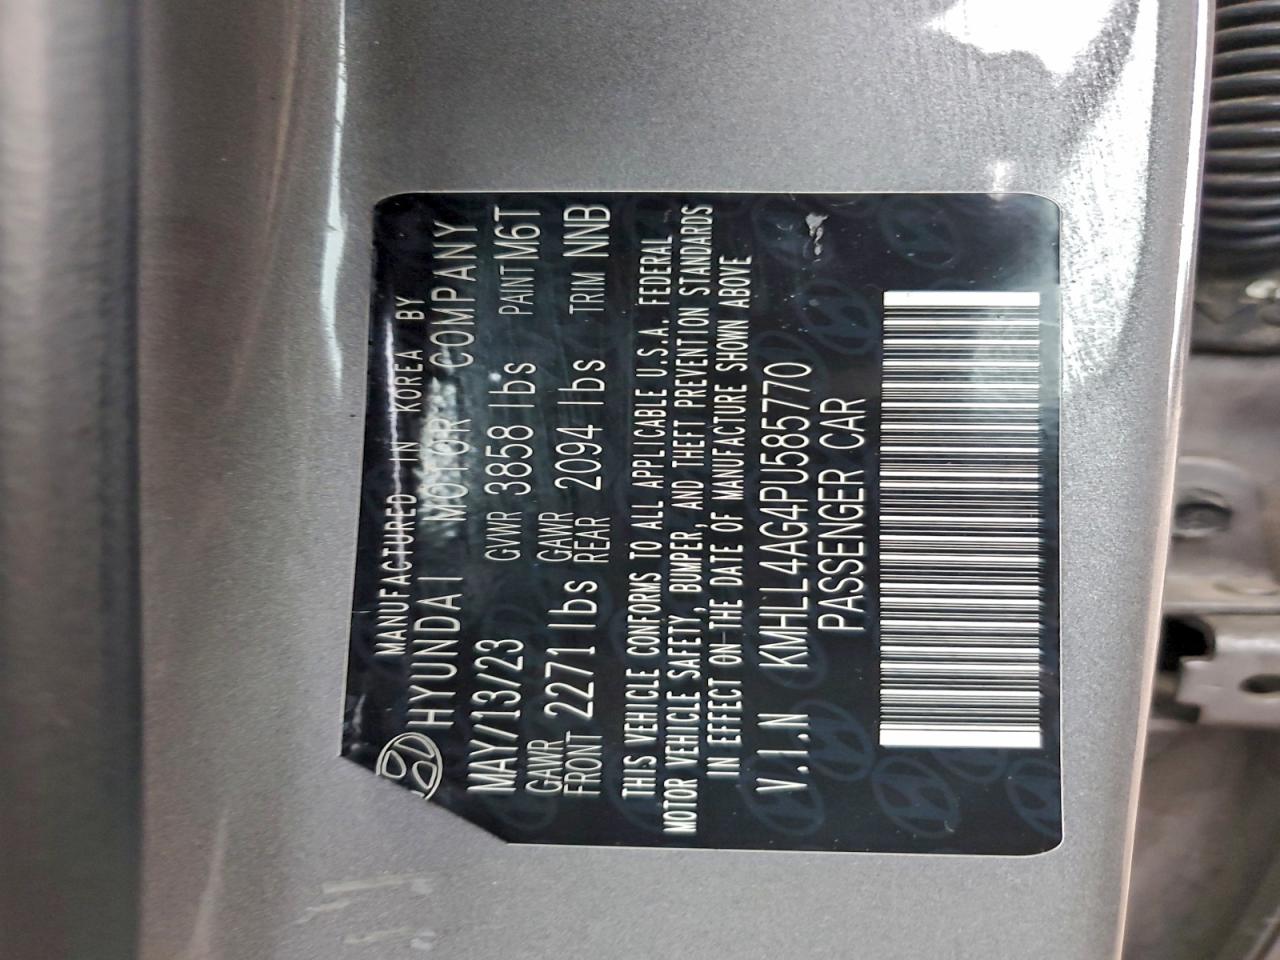 MANUFACTURED IN KOREA BY
HYUNDAI MOTOR COMPANY
MAY/13/23 GVWR 3858 lbs PAINT M6T
GAWR FRONT 2271 lbs GAWR REAR 2094 lbs TRIM NNB
THIS VEHICLE CONFORMS TO ALL APPLICABLE U.S.A. FEDERAL
MOTOR VEHICLE SAFETY, BUMPER, AND THEFT PREVENTION STANDARDS
IN EFFECT ON THE DATE OF MANUFACTURE SHOWN ABOVE
V.I.N KMHLL4AG4PU585770
PASSENGER CAR